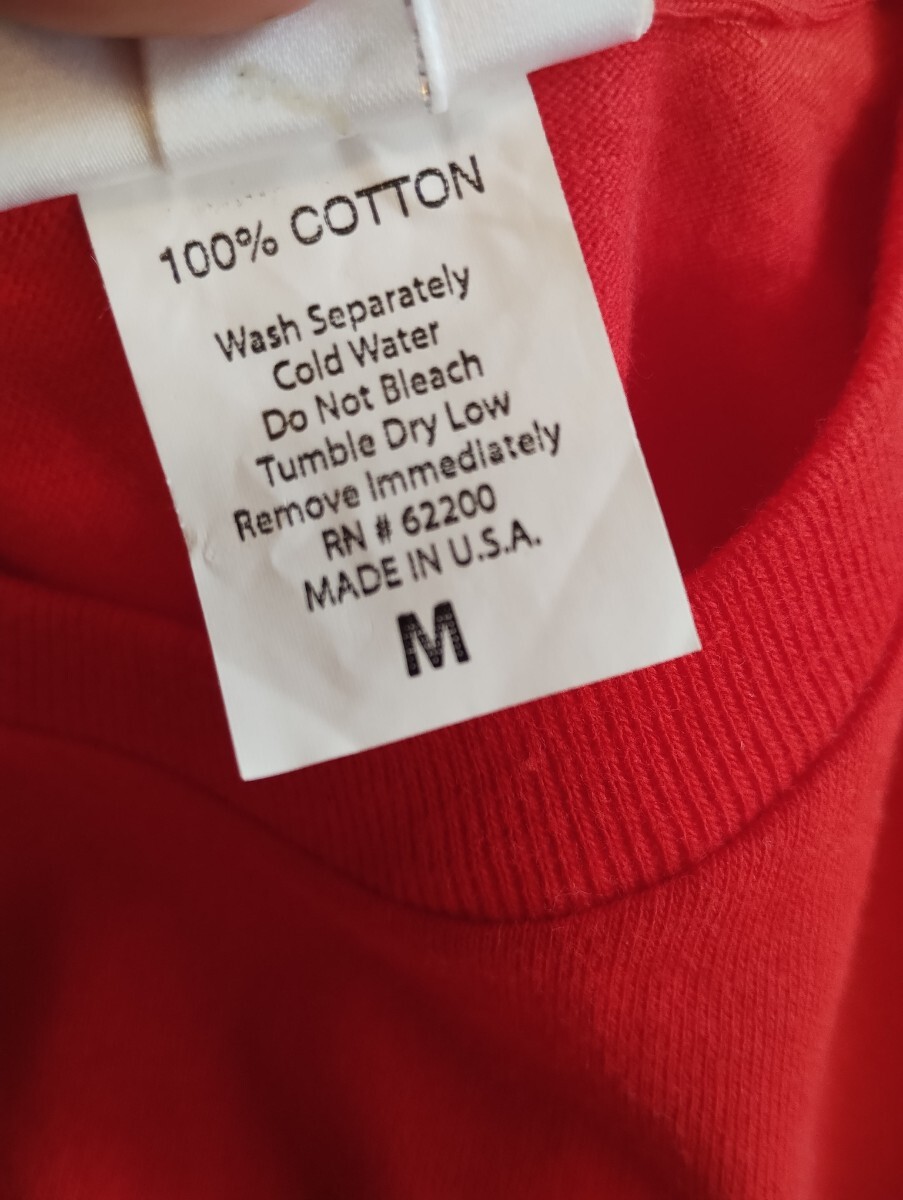 100% COTTON
Wash Separately
Cold Water
Do Not Bleach
Tumble Dry Low
Remove Immediately
RN # 62200
MADE IN U.S.A.
M